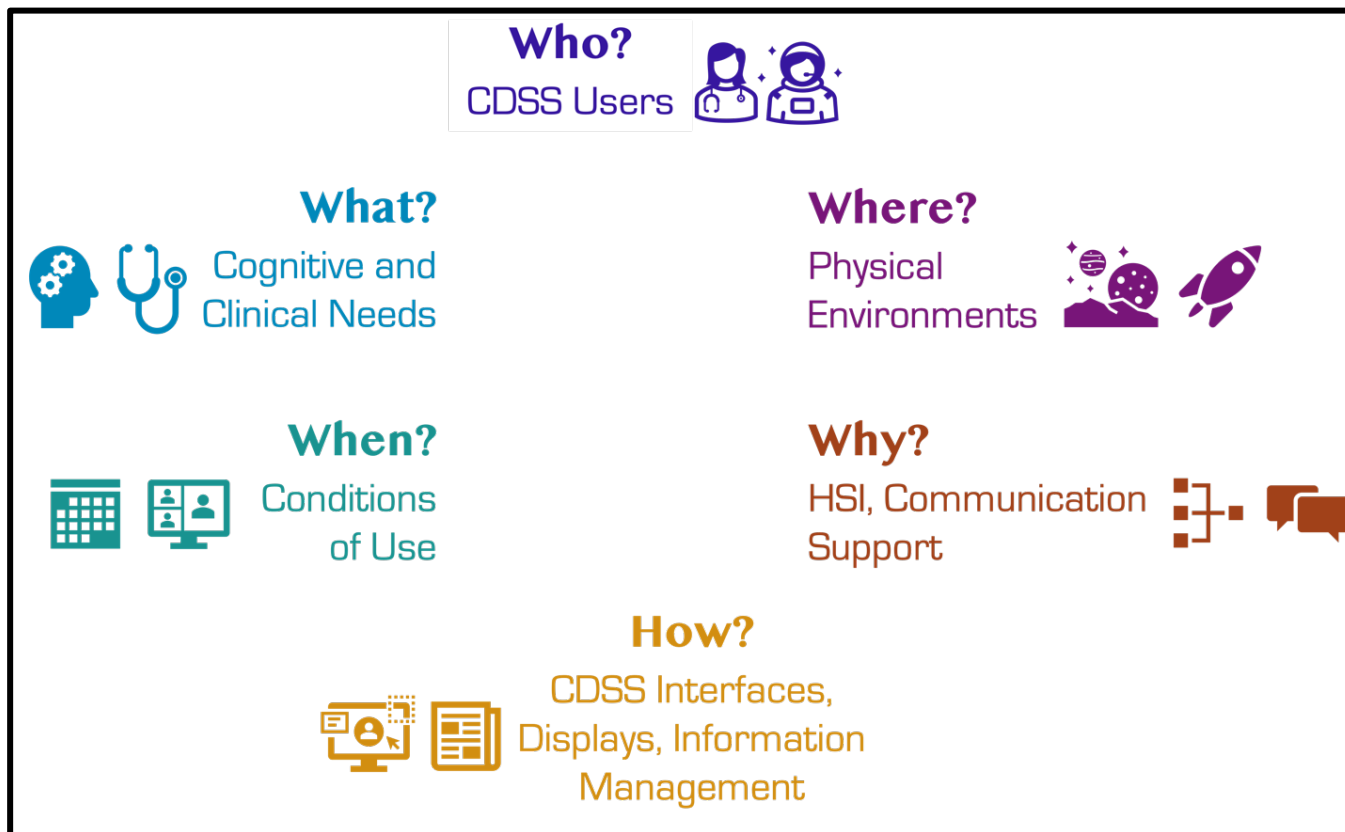 Who?
CDSS Users
What?
Cognitive and
Clinical Needs
Where?
Physical
Environments
When?
Conditions
of Use
Why?
HSI, Communication
Support
How?
CDSS Interfaces,
Displays, Information
Management